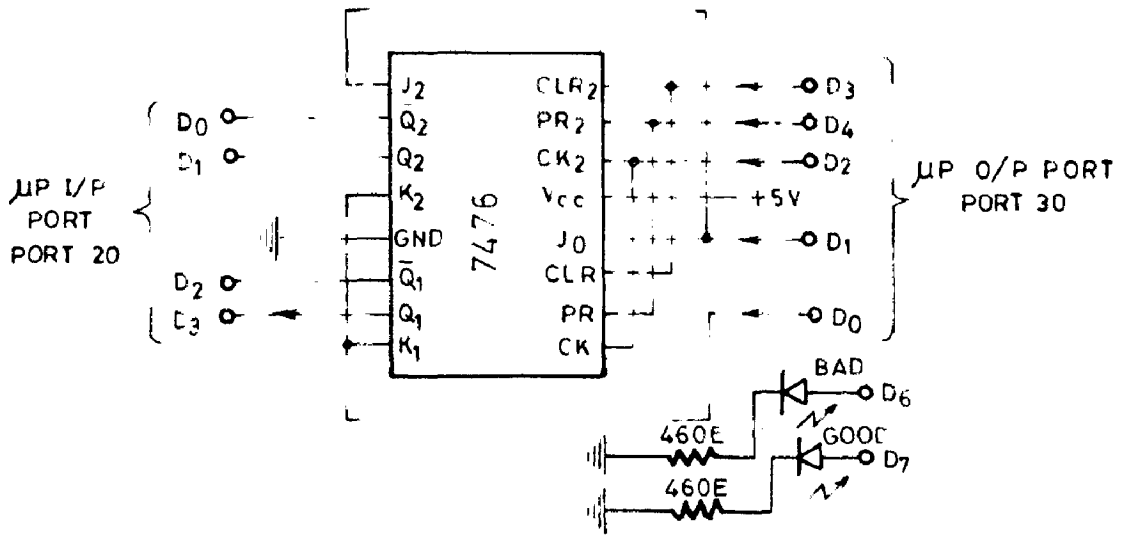 μP I/P
PORT
PORT 20
D0
D1
D2
D3
J2
Q̅2
Q2
K2
GND
Q̅1
Q1
K1
7476
CLR2
PR2
CK2
Vcc
J0
CLR
PR
CK
D3
D4
D2
+5V
D1
D0
μP O/P PORT
PORT 30
BAD
D6
460E
GOOD
D7
460E